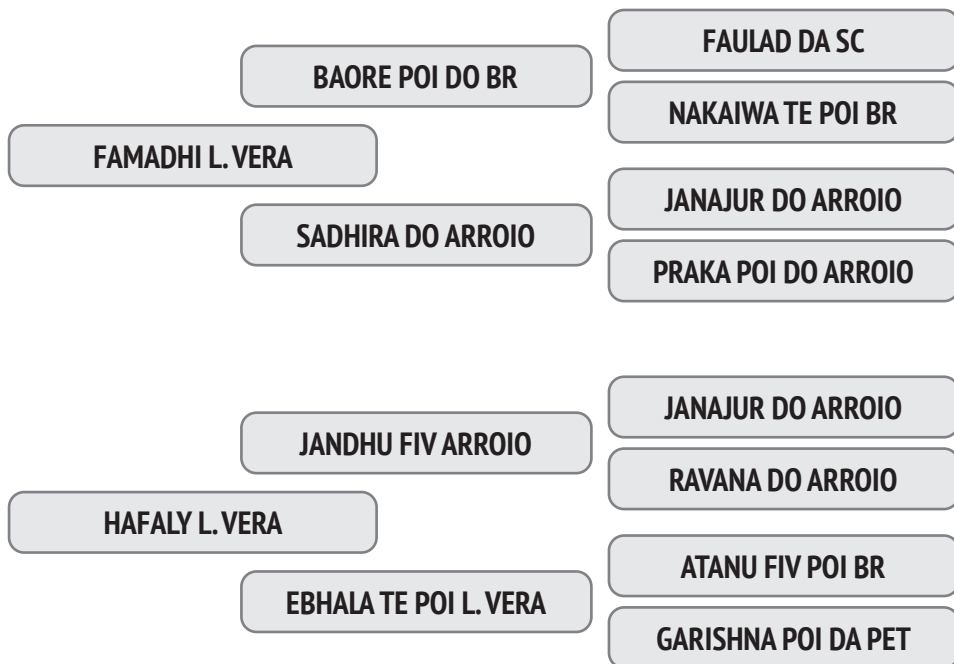 FAULAD DA SC
BAORE POI DO BR
NAKAIWA TE POI BR
FAMADHI L. VERA
JANAJUR DO ARROIO
SADHIRA DO ARROIO
PRAKA POI DO ARROIO
JANAJUR DO ARROIO
JANDHU FIV ARROIO
RAVANA DO ARROIO
HAFALY L. VERA
ATANU FIV POI BR
EBHALA TE POI L. VERA
GARISHNA POI DA PET